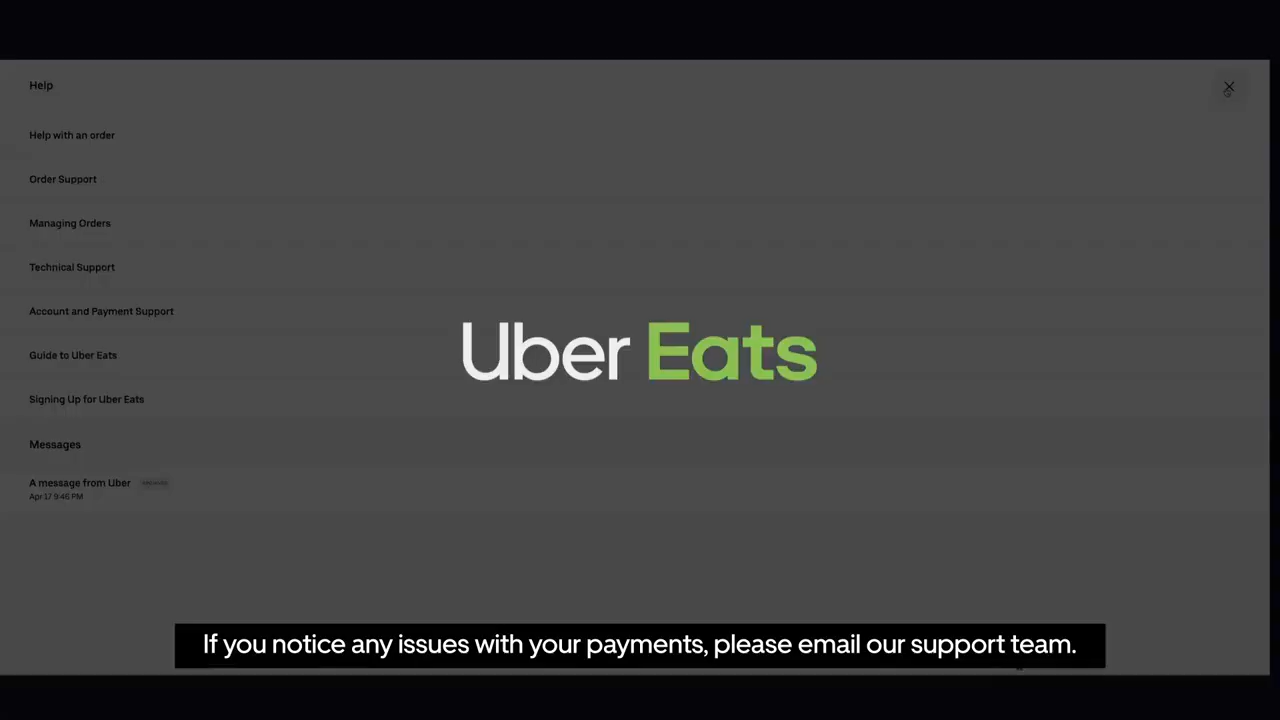 Help
Help with an order
Order Support
Managing Orders
Technical Support
Account and Payment Support
Uber Eats
Guide to Uber Eats
Signing Up for Uber Eats
Messages
A message from Uber
Apr 17 9:46 PM
If you notice any issues with your payments, please email our support team.